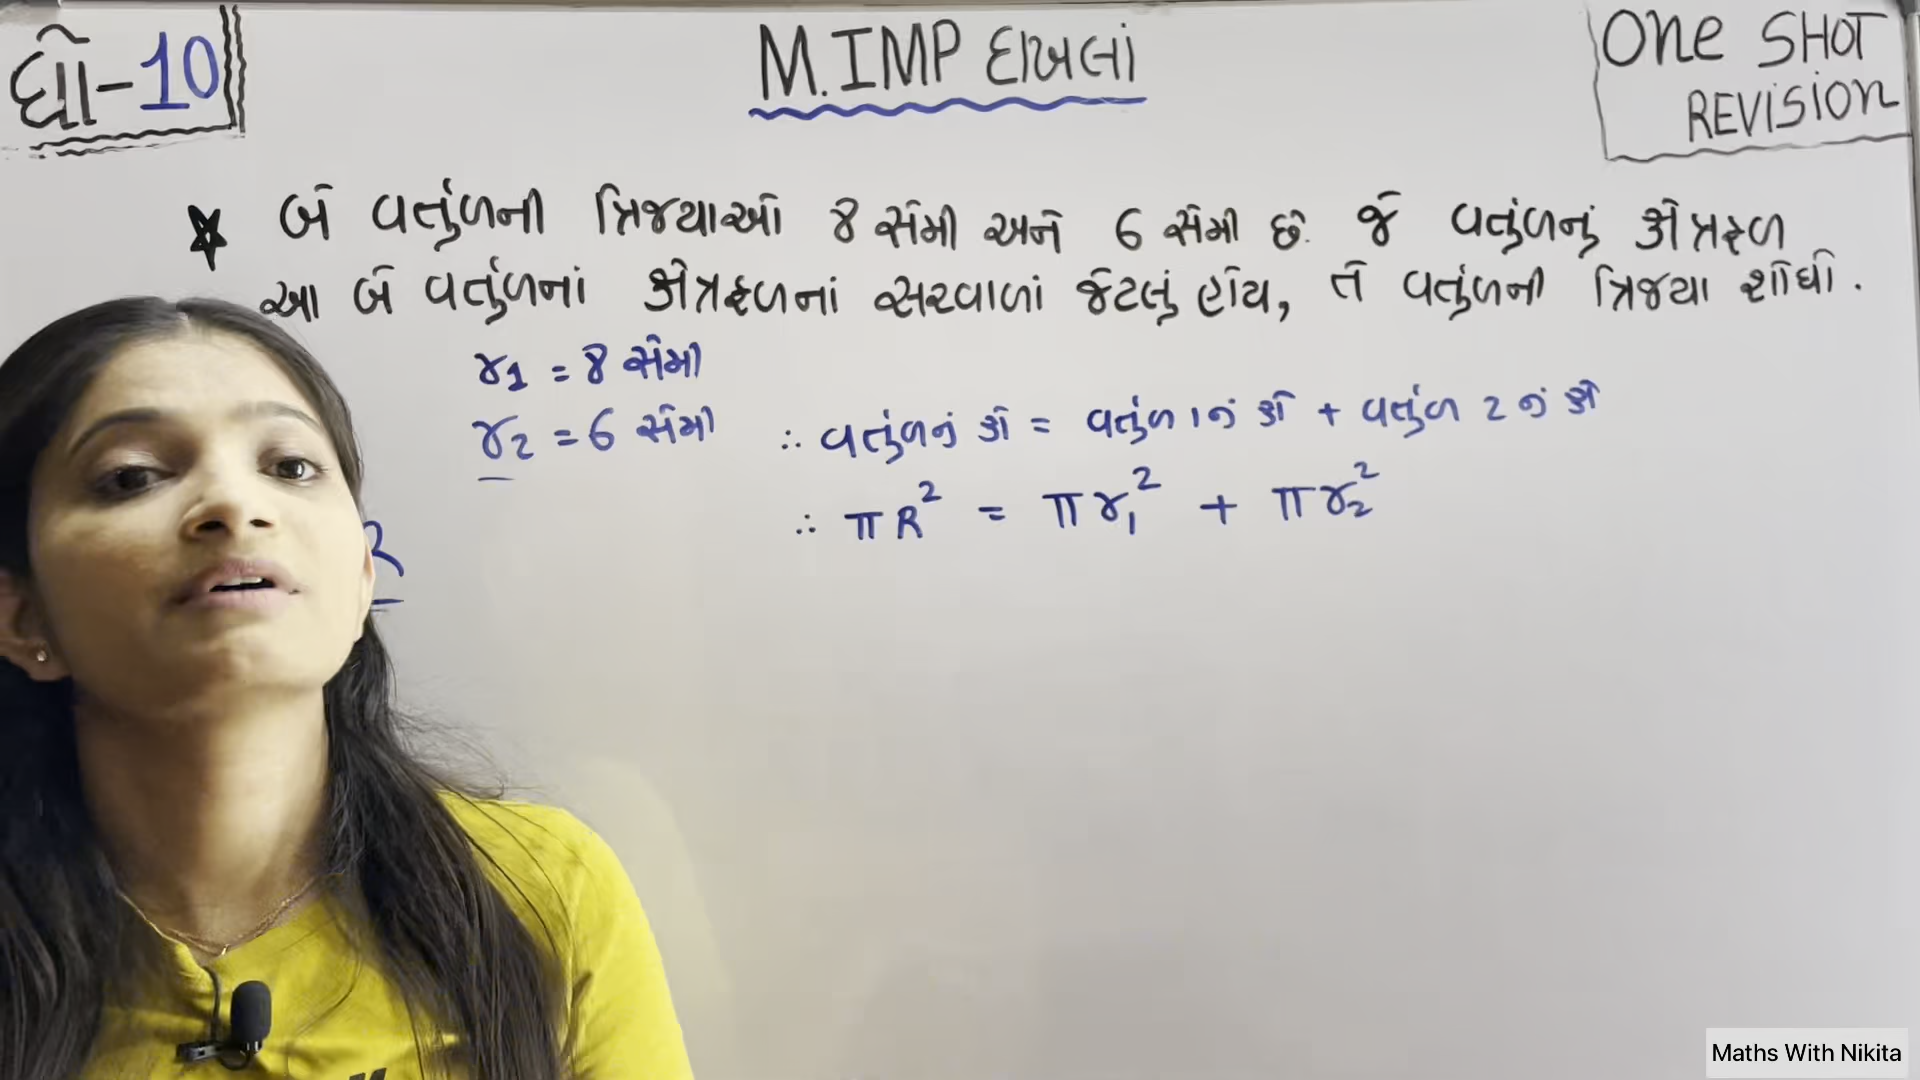 ધો-10
M.IMP દાખલાં
ONE SHOT
REVISION
★ બે વર્તુળની ત્રિજ્યાઓ 8 સેમી અને 6 સેમી છે. જે વર્તુળનું ક્ષેત્રફળ
આ બે વર્તુળનાં ક્ષેત્રફળનાં સરવાળાં જેટલું હોય, તે વર્તુળની ત્રિજ્યા શોધો.
r1 = 8 સેમી
r2 = 6 સેમી
∴ વર્તુળનું ક્ષે = વર્તુળ 1નું ક્ષે + વર્તુળ 2 નું ક્ષે
∴ πR² = πr₁² + πr₂²
R
Maths With Nikita